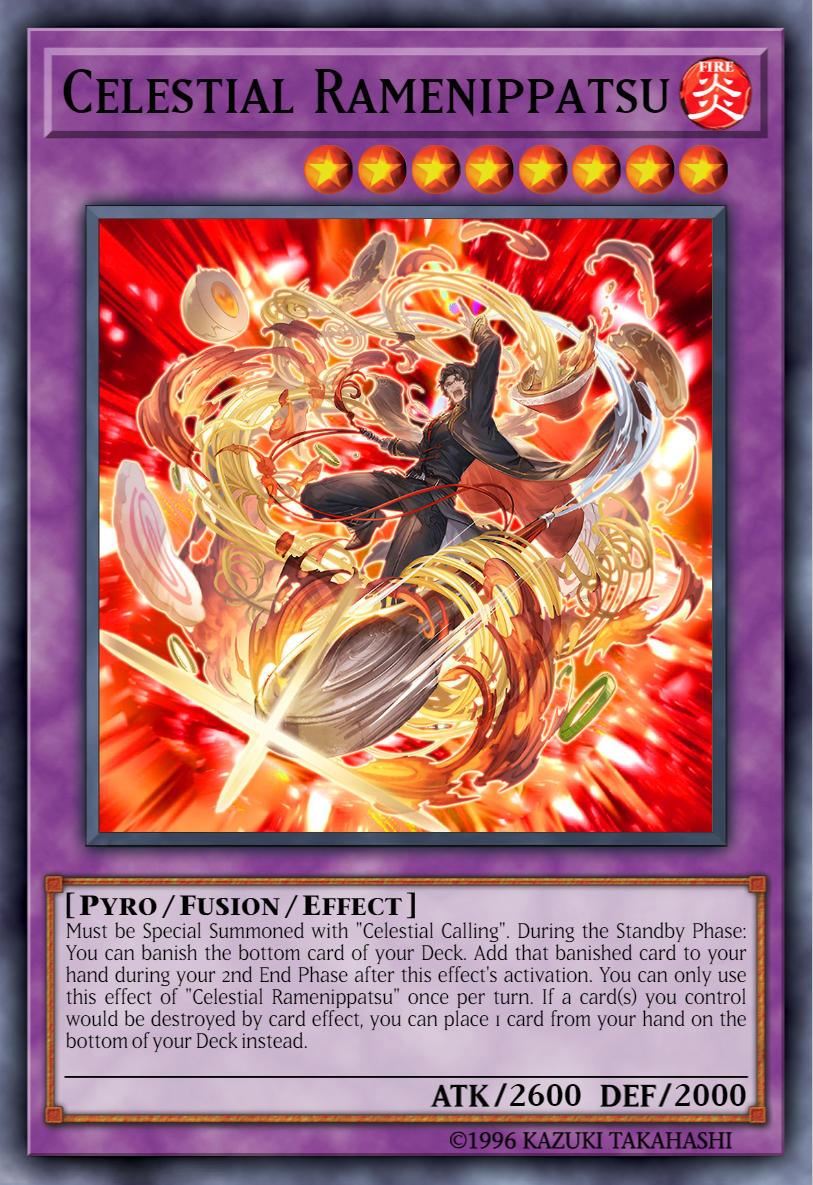 Celestial Ramenippatsu
FIRE
炎
[ Pyro / Fusion / Effect ]
Must be Special Summoned with "Celestial Calling". During the Standby Phase:
You can banish the bottom card of your Deck. Add that banished card to your
hand during your 2nd End Phase after this effect's activation. You can only use
this effect of "Celestial Ramenippatsu" once per turn. If a card(s) you control
would be destroyed by card effect, you can place 1 card from your hand on the
bottom of your Deck instead.
ATK/2600 DEF/2000
©1996 KAZUKI TAKAHASHI